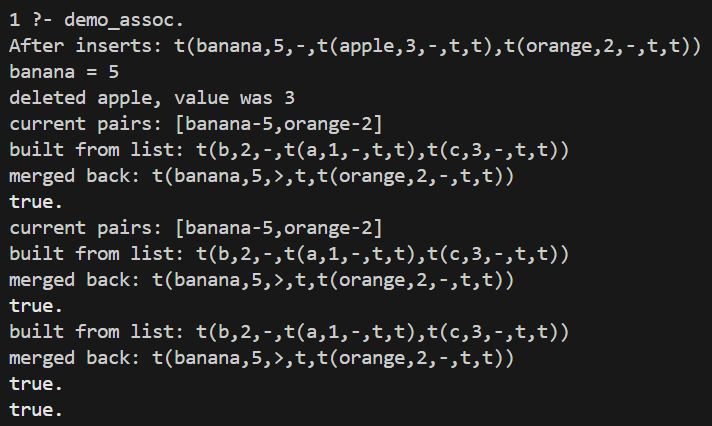 1 ?- demo_assoc.
After inserts: t(banana,5,-,t(apple,3,-,t,t),t(orange,2,-,t,t))
banana = 5
deleted apple, value was 3
current pairs: [banana-5,orange-2]
built from list: t(b,2,-,t(a,1,-,t,t),t(c,3,-,t,t))
merged back: t(banana,5,>,t,t(orange,2,-,t,t))
true.
current pairs: [banana-5,orange-2]
built from list: t(b,2,-,t(a,1,-,t,t),t(c,3,-,t,t))
merged back: t(banana,5,>,t,t(orange,2,-,t,t))
true.
built from list: t(b,2,-,t(a,1,-,t,t),t(c,3,-,t,t))
merged back: t(banana,5,>,t,t(orange,2,-,t,t))
true.
true.